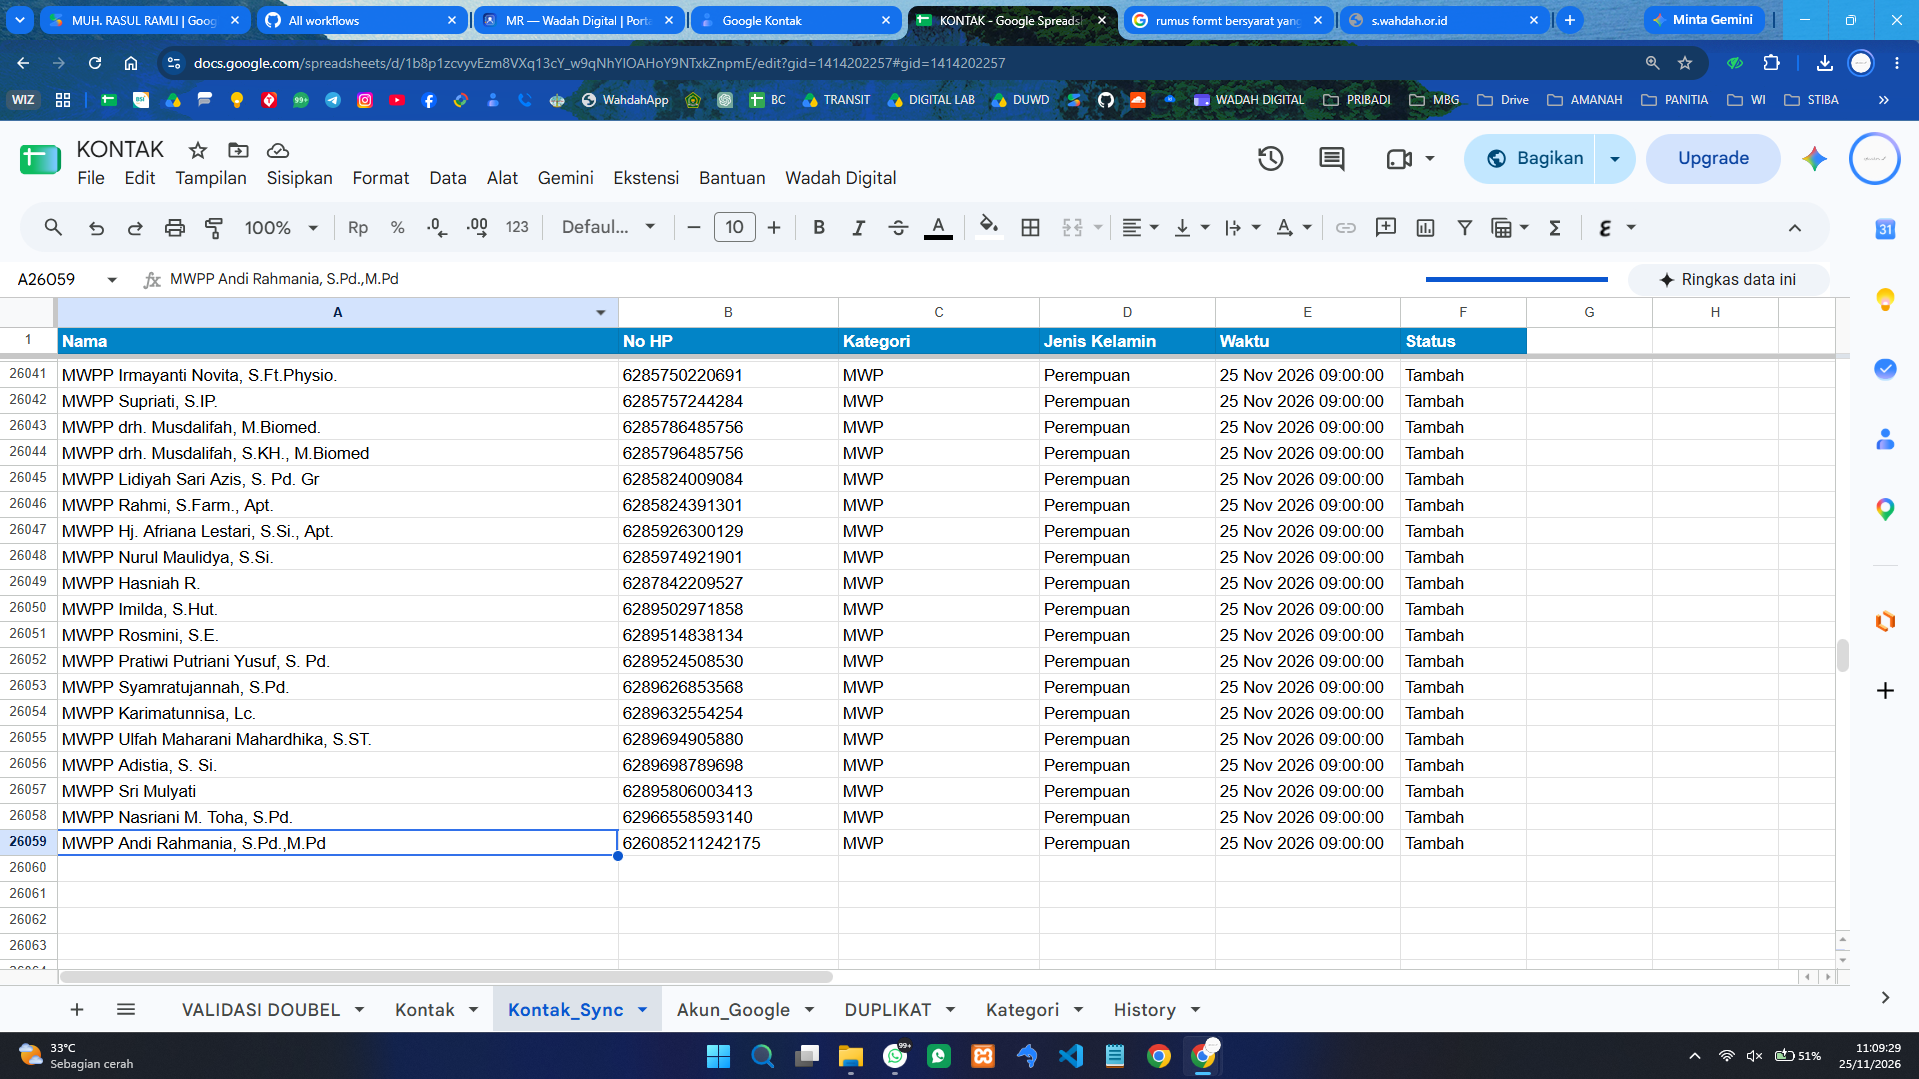 MUH. RASUL RAMLI | Goog
All workflows
MR — Wadah Digital | Porta
Google Kontak
KONTAK - Google Spreads
rumus formt bersyarat yang
s.wahdah.or.id
Minta Gemini
docs.google.com/spreadsheets/d/1b8p1zcvyvEzm8VXq13cY_w9qNhYlOAHoY9NTxkZnpmE/edit?gid=1414202257#gid=1414202257
WIZ
BSI
99+
WahdahApp
BC
TRANSIT
DIGITAL LAB
DUWD
WADAH DIGITAL
PRIBADI
MBG
Drive
AMANAH
PANITIA
WI
STIBA
KONTAK
File Edit Tampilan Sisipkan Format Data Alat Gemini Ekstensi Bantuan Wadah Digital
Bagikan
Upgrade
100% Rp % .0 .00 123 Defaul... 10 B I A
31
A26059
fx MWPP Andi Rahmania, S.Pd.,M.Pd
Ringkas data ini
A B C D E F G H
1 Nama No HP Kategori Jenis Kelamin Waktu Status
26041 MWPP Irmayanti Novita, S.Ft.Physio. 6285750220691 MWP Perempuan 25 Nov 2026 09:00:00 Tambah
26042 MWPP Supriati, S.IP. 6285757244284 MWP Perempuan 25 Nov 2026 09:00:00 Tambah
26043 MWPP drh. Musdalifah, M.Biomed. 6285786485756 MWP Perempuan 25 Nov 2026 09:00:00 Tambah
26044 MWPP drh. Musdalifah, S.KH., M.Biomed 6285796485756 MWP Perempuan 25 Nov 2026 09:00:00 Tambah
26045 MWPP Lidiyah Sari Azis, S. Pd. Gr 6285824009084 MWP Perempuan 25 Nov 2026 09:00:00 Tambah
26046 MWPP Rahmi, S.Farm., Apt. 6285824391301 MWP Perempuan 25 Nov 2026 09:00:00 Tambah
26047 MWPP Hj. Afriana Lestari, S.Si., Apt. 6285926300129 MWP Perempuan 25 Nov 2026 09:00:00 Tambah
26048 MWPP Nurul Maulidya, S.Si. 6285974921901 MWP Perempuan 25 Nov 2026 09:00:00 Tambah
26049 MWPP Hasniah R. 6287842209527 MWP Perempuan 25 Nov 2026 09:00:00 Tambah
26050 MWPP Imilda, S.Hut. 6289502971858 MWP Perempuan 25 Nov 2026 09:00:00 Tambah
26051 MWPP Rosmini, S.E. 6289514838134 MWP Perempuan 25 Nov 2026 09:00:00 Tambah
26052 MWPP Pratiwi Putriani Yusuf, S. Pd. 6289524508530 MWP Perempuan 25 Nov 2026 09:00:00 Tambah
26053 MWPP Syamratujannah, S.Pd. 6289626853568 MWP Perempuan 25 Nov 2026 09:00:00 Tambah
26054 MWPP Karimatunnisa, Lc. 6289632554254 MWP Perempuan 25 Nov 2026 09:00:00 Tambah
26055 MWPP Ulfah Maharani Mahardhika, S.ST. 6289694905880 MWP Perempuan 25 Nov 2026 09:00:00 Tambah
26056 MWPP Adistia, S. Si. 6289698789698 MWP Perempuan 25 Nov 2026 09:00:00 Tambah
26057 MWPP Sri Mulyati 62895806003413 MWP Perempuan 25 Nov 2026 09:00:00 Tambah
26058 MWPP Nasriani M. Toha, S.Pd. 62966558593140 MWP Perempuan 25 Nov 2026 09:00:00 Tambah
26059 MWPP Andi Rahmania, S.Pd.,M.Pd 626085211242175 MWP Perempuan 25 Nov 2026 09:00:00 Tambah
26060
26061
26062
26063
26064
VALIDASI DOUBEL Kontak Kontak_Sync Akun_Google DUPLIKAT Kategori History
33°C
Sebagian cerah
99+
51%
11:09:29
25/11/2026